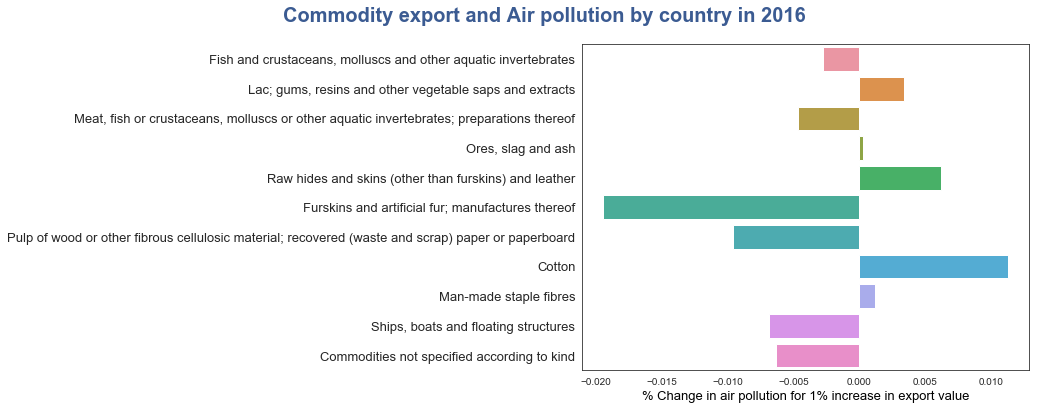 Commodity export and Air pollution by country in 2016
Fish and crustaceans, molluscs and other aquatic invertebrates
Lac; gums, resins and other vegetable saps and extracts
Meat, fish or crustaceans, molluscs or other aquatic invertebrates; preparations thereof
Ores, slag and ash
Raw hides and skins (other than furskins) and leather
Furskins and artificial fur; manufactures thereof
Pulp of wood or other fibrous cellulosic material; recovered (waste and scrap) paper or paperboard
Cotton
Man-made staple fibres
Ships, boats and floating structures
Commodities not specified according to kind
−0.020 −0.015 −0.010 −0.005 0.000 0.005 0.010
% Change in air pollution for 1% increase in export value